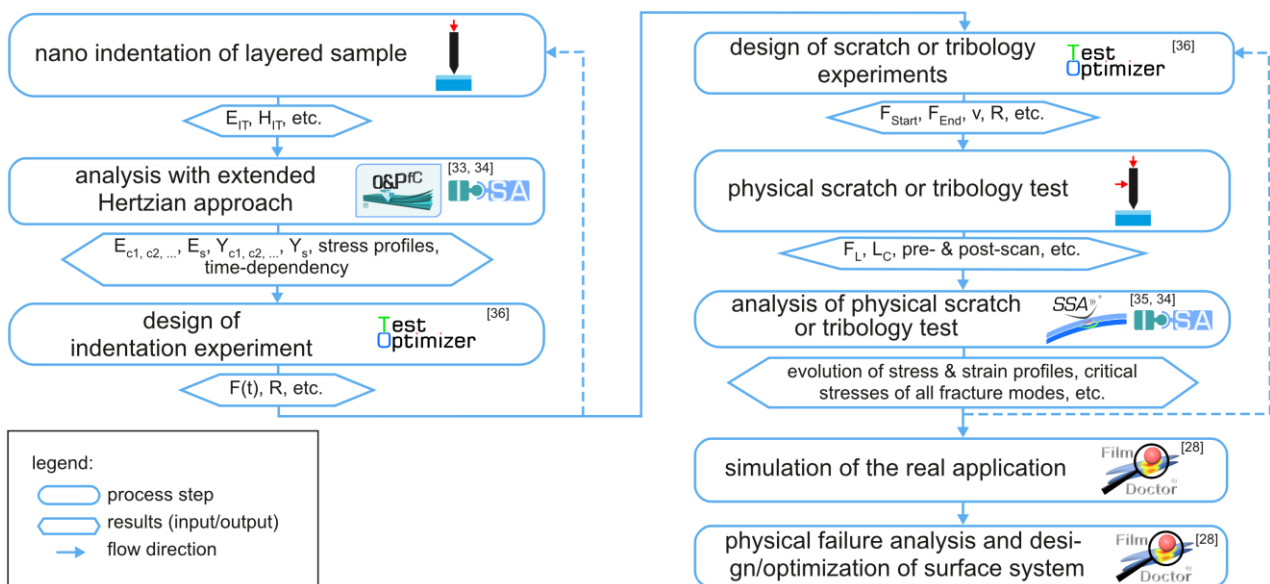 nano indentation of layered sample
E_IT, H_IT, etc.
analysis with extended
Hertzian approach
O&PfC
®
[33, 34]
SA
E_c1, c2, ..., E_s, Y_c1, c2, ..., Y_s, stress profiles,
time-dependency
design of
indentation experiment
Test
Optimizer
[36]
F(t), R, etc.
legend:
process step
results (input/output)
flow direction
design of scratch or tribology
experiments
Test
Optimizer
[36]
F_Start, F_End, v, R, etc.
physical scratch or tribology test
F_L, L_C, pre- & post-scan, etc.
analysis of physical scratch
or tribology test
SSA®
[35, 34]
SA
evolution of stress & strain profiles, critical
stresses of all fracture modes, etc.
simulation of the real application
Film
Doctor®
[28]
physical failure analysis and desi-
gn/optimization of surface system
Film
Doctor®
[28]